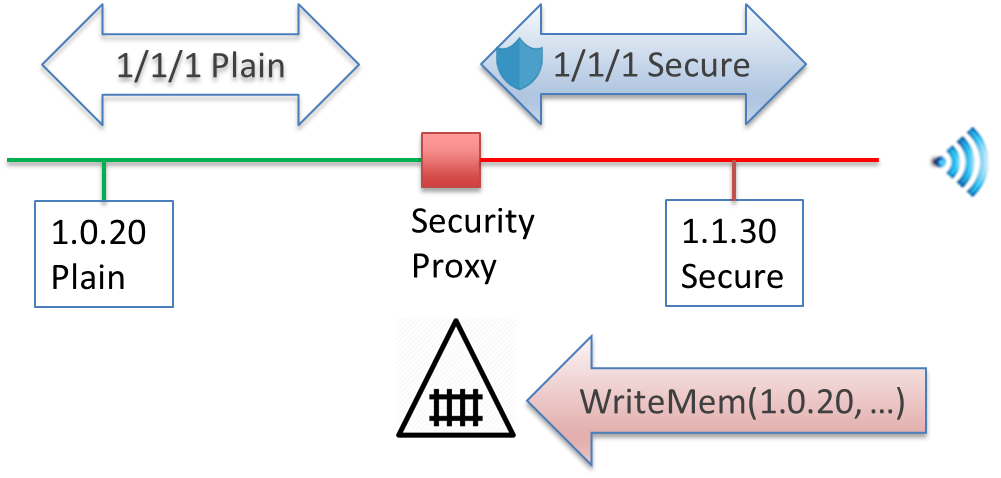 1/1/1 Plain
1/1/1 Secure
1.0.20
Plain
Security
Proxy
1.1.30
Secure
WriteMem(1.0.20, …)